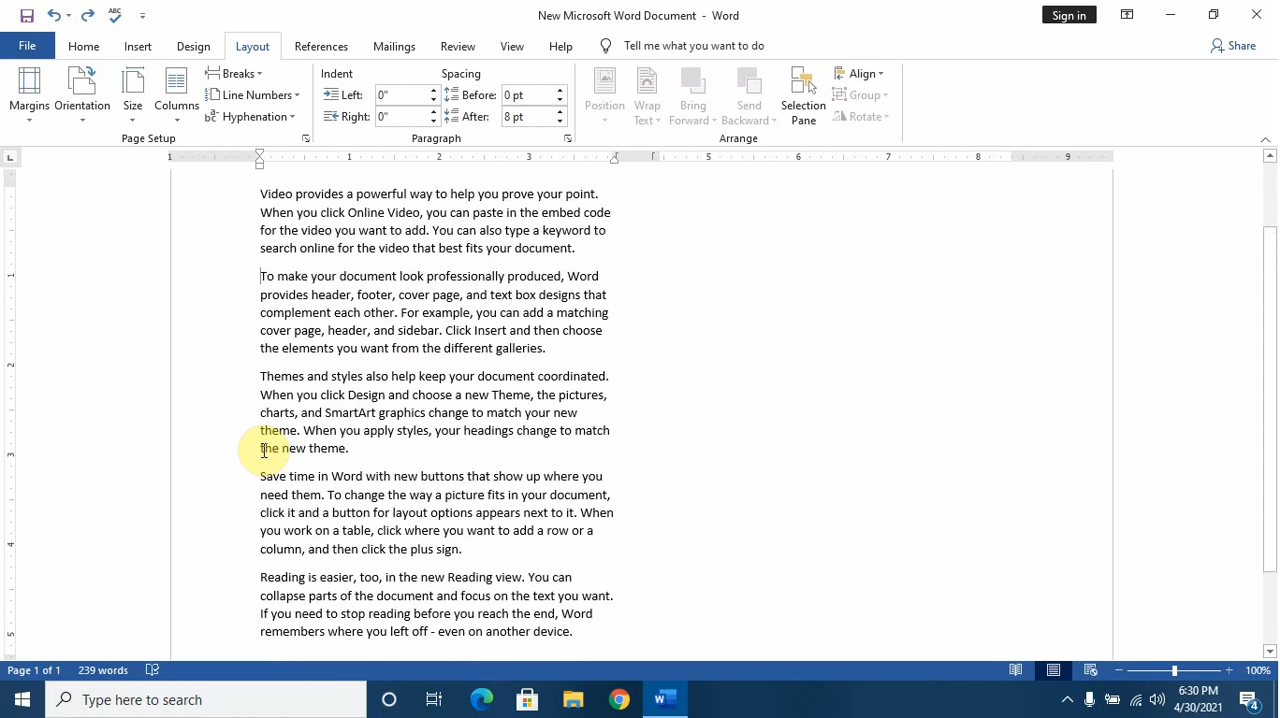 ABC
New Microsoft Word Document - Word
Sign in
File
Home
Insert
Design
Layout
References
Mailings
Review
View
Help
Tell me what you want to do
Share
Margins
Orientation
Size
Columns
Breaks
Line Numbers
Hyphenation
Page Setup
Indent
Left: 0"
Right: 0"
Spacing
Before: 0 pt
After: 8 pt
Paragraph
Position
Wrap
Text
Bring
Forward
Send
Backward
Selection
Pane
Align
Group
Rotate
Arrange
1 1 2 3 5 6 7 8 9
Video provides a powerful way to help you prove your point.
When you click Online Video, you can paste in the embed code
for the video you want to add. You can also type a keyword to
search online for the video that best fits your document.
To make your document look professionally produced, Word
provides header, footer, cover page, and text box designs that
complement each other. For example, you can add a matching
cover page, header, and sidebar. Click Insert and then choose
the elements you want from the different galleries.
Themes and styles also help keep your document coordinated.
When you click Design and choose a new Theme, the pictures,
charts, and SmartArt graphics change to match your new
theme. When you apply styles, your headings change to match
the new theme.
Save time in Word with new buttons that show up where you
need them. To change the way a picture fits in your document,
click it and a button for layout options appears next to it. When
you work on a table, click where you want to add a row or a
column, and then click the plus sign.
Reading is easier, too, in the new Reading view. You can
collapse parts of the document and focus on the text you want.
If you need to stop reading before you reach the end, Word
remembers where you left off - even on another device.
1
2
3
4
5
Page 1 of 1
239 words
100%
Type here to search
6:30 PM
4/30/2021
4